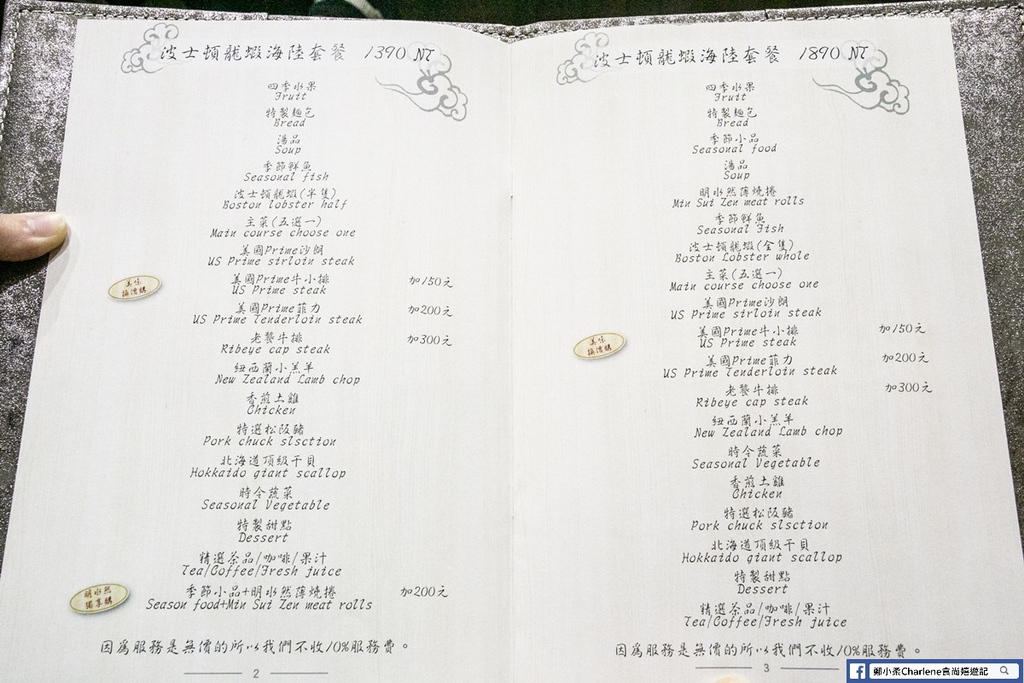 波士頓龍蝦海陸套餐 1390 NT
四季水果
Fruit
特製麵包
Bread
湯品
Soup
季節鮮魚
Seasonal fish
波士頓龍蝦(半隻)
Boston lobster half
主菜(五選一)
Main course choose one
美國Prime沙朗
US Prime sirloin steak
美味
美國Prime牛小排 加150元
US Prime steak
美國Prime菲力 加200元
US Prime Tenderloin steak
老饕牛排 加300元
Ribeye cap steak
紐西蘭小羔羊
New Zealand Lamb chop
香煎土雞
Chicken
特選松阪豬
Pork chuck slsction
北海道頂級干貝
Hokkaido giant scallop
時令蔬菜
Seasonal Vegetable
特製甜點
Dessert
精選茶品/咖啡/果汁
Tea/Coffee/Fresh juice
明水然
獨享購
季節小品+明水然薄燒捲 加200元
Season food+Min Sui Zen meat rolls
因為服務是無價的所以我們不收10%服務費。
2
波士頓龍蝦海陸套餐 1890 NT
四季水果
Fruit
特製麵包
Bread
季節小品
Seasonal food
湯品
Soup
明水然薄燒捲
Min Sui Zen meat rolls
季節鮮魚
Seasonal Fish
波士頓龍蝦(全隻)
Boston Lobster whole
主菜(五選一)
Main course choose one
美國Prime沙朗
US Prime sirloin steak
美味
美國Prime牛小排 加150元
US Prime steak
美國Prime菲力 加200元
US Prime Tenderloin steak
老饕牛排 加300元
Ribeye cap steak
紐西蘭小羔羊
New Zealand Lamb chop
時令蔬菜
Seasonal Vegetable
香煎土雞
Chicken
特選松阪豬
Pork chuck slsction
北海道頂級干貝
Hokkaido giant scallop
特製甜點
Dessert
精選茶品/咖啡/果汁
Tea/Coffee/Fresh juice
因為服務是無價的所以我們不收10%服務費。
3
f 鄭小柔Charlene食尚嬉遊記